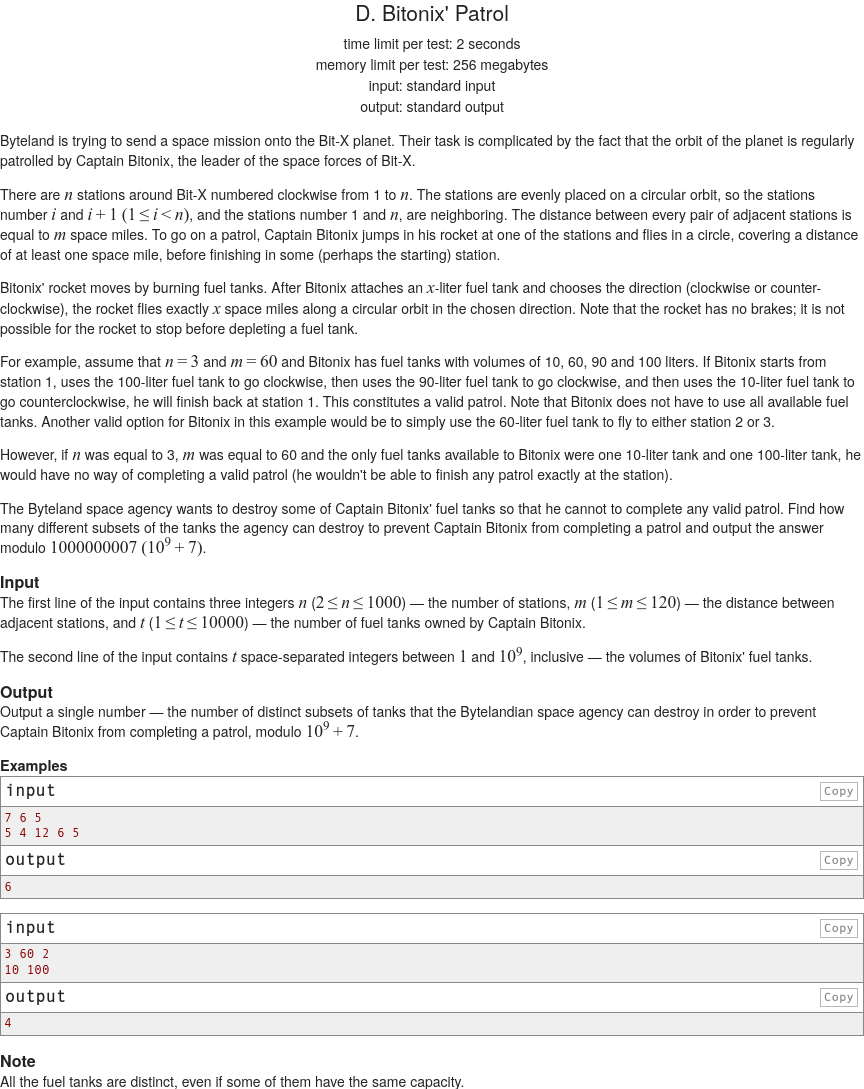 D. Bitonix' Patrol
time limit per test: 2 seconds
memory limit per test: 256 megabytes
input: standard input
output: standard output
Byteland is trying to send a space mission onto the Bit-X planet. Their task is complicated by the fact that the orbit of the planet is regularly
patrolled by Captain Bitonix, the leader of the space forces of Bit-X.
There are n stations around Bit-X numbered clockwise from 1 to n. The stations are evenly placed on a circular orbit, so the stations
number i and i + 1 (1 ≤ i < n), and the stations number 1 and n, are neighboring. The distance between every pair of adjacent stations is
equal to m space miles. To go on a patrol, Captain Bitonix jumps in his rocket at one of the stations and flies in a circle, covering a distance
of at least one space mile, before finishing in some (perhaps the starting) station.
Bitonix' rocket moves by burning fuel tanks. After Bitonix attaches an x-liter fuel tank and chooses the direction (clockwise or counter-
clockwise), the rocket flies exactly x space miles along a circular orbit in the chosen direction. Note that the rocket has no brakes; it is not
possible for the rocket to stop before depleting a fuel tank.
For example, assume that n = 3 and m = 60 and Bitonix has fuel tanks with volumes of 10, 60, 90 and 100 liters. If Bitonix starts from
station 1, uses the 100-liter fuel tank to go clockwise, then uses the 90-liter fuel tank to go clockwise, and then uses the 10-liter fuel tank to
go counterclockwise, he will finish back at station 1. This constitutes a valid patrol. Note that Bitonix does not have to use all available fuel
tanks. Another valid option for Bitonix in this example would be to simply use the 60-liter fuel tank to fly to either station 2 or 3.
However, if n was equal to 3, m was equal to 60 and the only fuel tanks available to Bitonix were one 10-liter tank and one 100-liter tank, he
would have no way of completing a valid patrol (he wouldn't be able to finish any patrol exactly at the station).
The Byteland space agency wants to destroy some of Captain Bitonix' fuel tanks so that he cannot to complete any valid patrol. Find how
many different subsets of the tanks the agency can destroy to prevent Captain Bitonix from completing a patrol and output the answer
modulo 1000000007 (10⁹ + 7).
Input
The first line of the input contains three integers n (2 ≤ n ≤ 1000) — the number of stations, m (1 ≤ m ≤ 120) — the distance between
adjacent stations, and t (1 ≤ t ≤ 10000) — the number of fuel tanks owned by Captain Bitonix.
The second line of the input contains t space-separated integers between 1 and 10⁹, inclusive — the volumes of Bitonix' fuel tanks.
Output
Output a single number — the number of distinct subsets of tanks that the Bytelandian space agency can destroy in order to prevent
Captain Bitonix from completing a patrol, modulo 10⁹ + 7.
Examples
input Copy
7 6 5
5 4 12 6 5
output Copy
6
input Copy
3 60 2
10 100
output Copy
4
Note
All the fuel tanks are distinct, even if some of them have the same capacity.